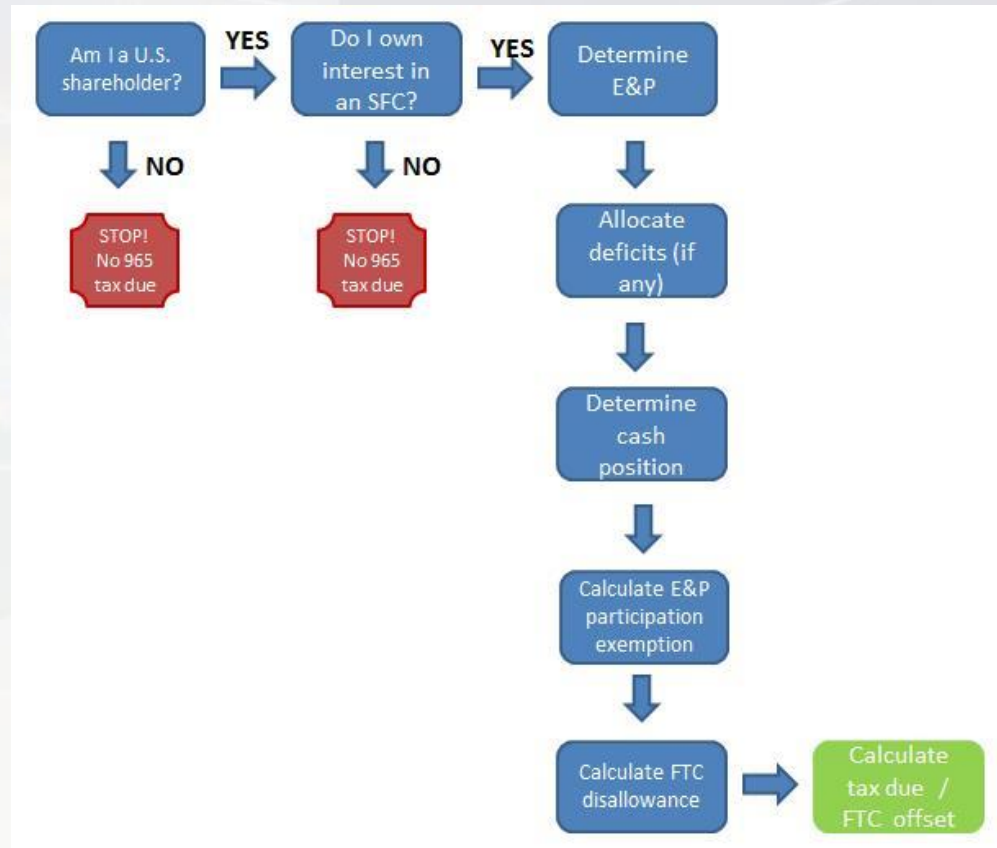 Am I a U.S.
shareholder?
YES
Do I own
interest in
an SFC?
YES
Determine
E&P
NO
NO
STOP!
No 965
tax due
STOP!
No 965
tax due
Allocate
deficits (if
any)
Determine
cash
position
Calculate E&P
participation
exemption
Calculate FTC
disallowance
Calculate
tax due /
FTC offset